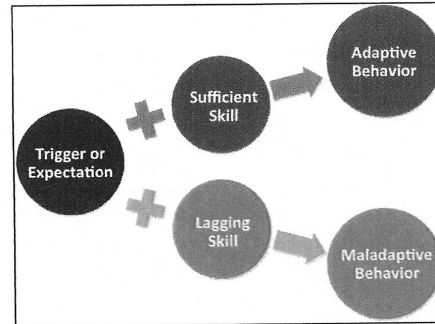 Trigger or
Expectation
Sufficient
Skill
Adaptive
Behavior
Lagging
Skill
Maladaptive
Behavior